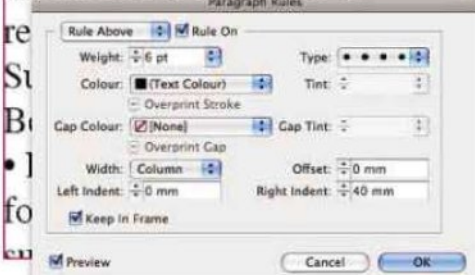 Paragraph Rules
re
Rule Above Rule On
Weight: 6 pt Type:
Su
Colour: (Text Colour) Tint:
Overprint Stroke
Gap Colour: [None] Gap Tint:
Overprint Gap
•
Width: Column Offset: 0 mm
Left Indent: 0 mm Right Indent: 40 mm
fo
Keep In Frame
Preview Cancel OK